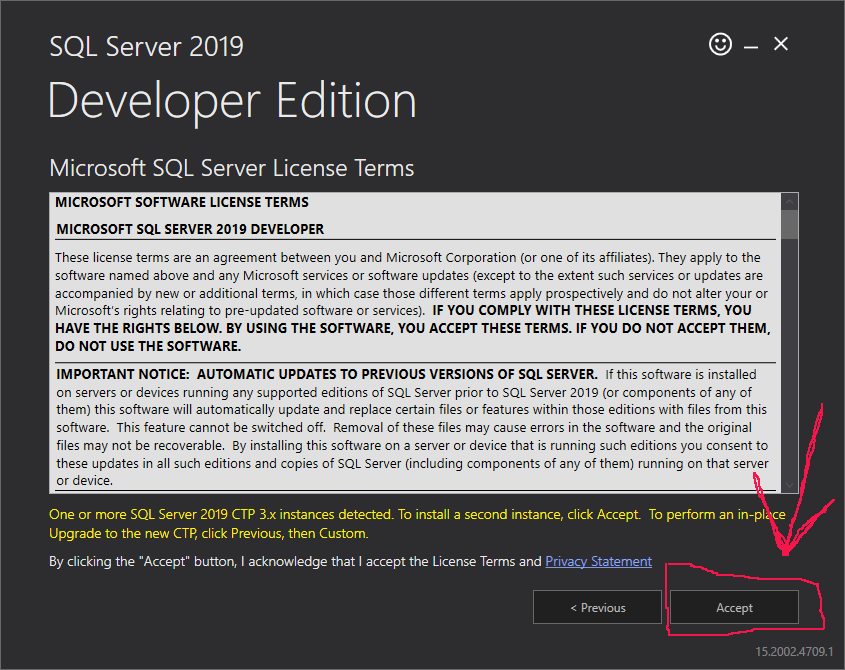 SQL Server 2019
Developer Edition
Microsoft SQL Server License Terms
MICROSOFT SOFTWARE LICENSE TERMS
MICROSOFT SQL SERVER 2019 DEVELOPER
These license terms are an agreement between you and Microsoft Corporation (or one of its affiliates). They apply to the
software named above and any Microsoft services or software updates (except to the extent such services or updates are
accompanied by new or additional terms, in which case those different terms apply prospectively and do not alter your or
Microsoft's rights relating to pre-updated software or services). IF YOU COMPLY WITH THESE LICENSE TERMS, YOU
HAVE THE RIGHTS BELOW. BY USING THE SOFTWARE, YOU ACCEPT THESE TERMS. IF YOU DO NOT ACCEPT THEM,
DO NOT USE THE SOFTWARE.
IMPORTANT NOTICE: AUTOMATIC UPDATES TO PREVIOUS VERSIONS OF SQL SERVER. If this software is installed
on servers or devices running any supported editions of SQL Server prior to SQL Server 2019 (or components of any of
them) this software will automatically update and replace certain files or features within those editions with files from this
software. This feature cannot be switched off. Removal of these files may cause errors in the software and the original
files may not be recoverable. By installing this software on a server or device that is running such editions you consent to
these updates in all such editions and copies of SQL Server (including components of any of them) running on that server
or device.
One or more SQL Server 2019 CTP 3.x instances detected. To install a second instance, click Accept. To perform an in-place
Upgrade to the new CTP, click Previous, then Custom.
By clicking the "Accept" button, I acknowledge that I accept the License Terms and Privacy Statement
< Previous
Accept
15.2002.4709.1